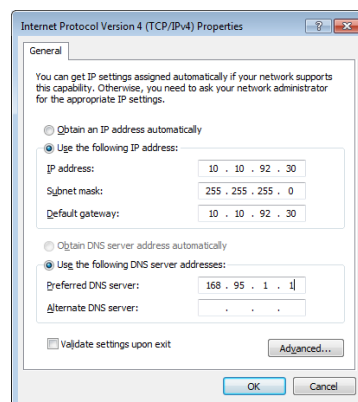 Internet Protocol Version 4 (TCP/IPv4) Properties
General
You can get IP settings assigned automatically if your network supports
this capability. Otherwise, you need to ask your network administrator
for the appropriate IP settings.
Obtain an IP address automatically
Use the following IP address:
IP address: 10 . 10 . 92 . 30
Subnet mask: 255 . 255 . 255 . 0
Default gateway: 10 . 10 . 92 . 30
Obtain DNS server address automatically
Use the following DNS server addresses:
Preferred DNS server: 168 . 95 . 1 . 1
Alternate DNS server: . . .
Validate settings upon exit
Advanced...
OK Cancel